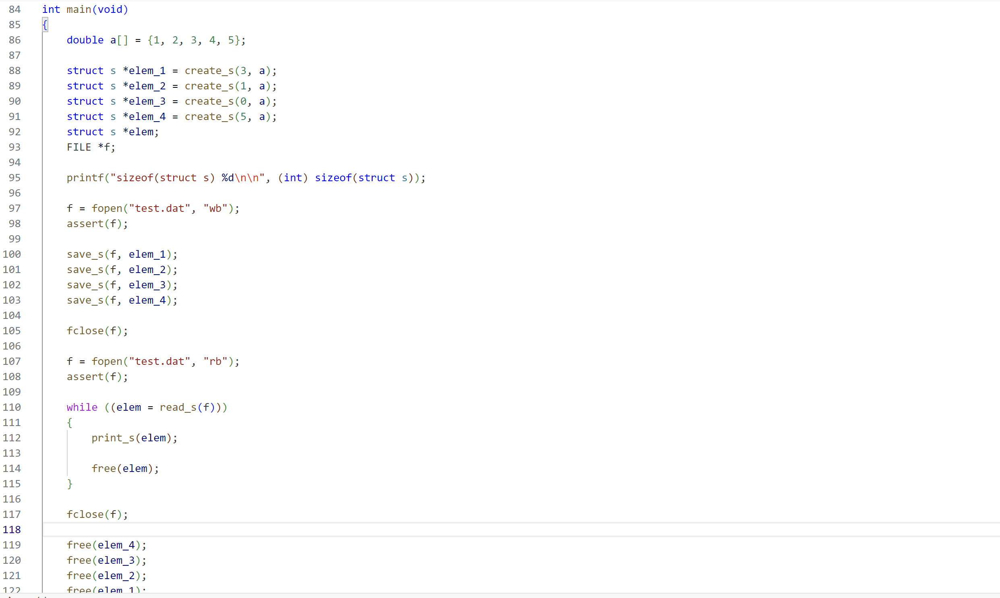 84 int main(void)
85 {
86 double a[] = {1, 2, 3, 4, 5};
87
88 struct s *elem_1 = create_s(3, a);
89 struct s *elem_2 = create_s(1, a);
90 struct s *elem_3 = create_s(0, a);
91 struct s *elem_4 = create_s(5, a);
92 struct s *elem;
93 FILE *f;
94
95 printf("sizeof(struct s) %d\n\n", (int) sizeof(struct s));
96
97 f = fopen("test.dat", "wb");
98 assert(f);
99
100 save_s(f, elem_1);
101 save_s(f, elem_2);
102 save_s(f, elem_3);
103 save_s(f, elem_4);
104
105 fclose(f);
106
107 f = fopen("test.dat", "rb");
108 assert(f);
109
110 while ((elem = read_s(f)))
111 {
112 print_s(elem);
113
114 free(elem);
115 }
116
117 fclose(f);
118
119 free(elem_4);
120 free(elem_3);
121 free(elem_2);
122 free(elem_1);